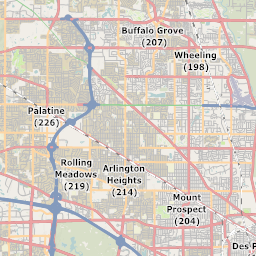 Buffalo Grove
(207)
Wheeling
(198)
Palatine
(226)
Rolling
Meadows
(219)
Arlington
Heights
(214)
Mount
Prospect
(204)
Des P